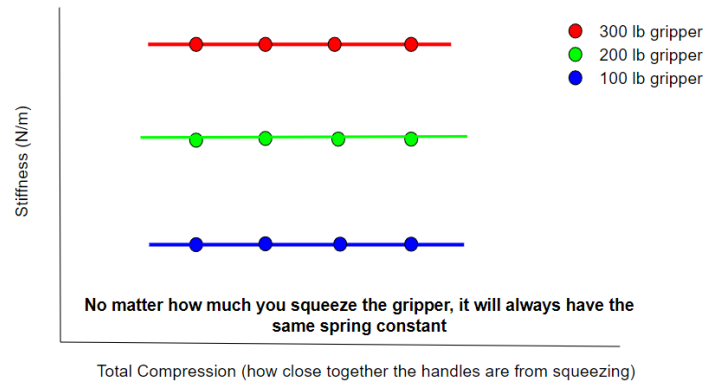 300 lb gripper
200 lb gripper
100 lb gripper
Stiffness (N/m)
No matter how much you squeeze the gripper, it will always have the
same spring constant
Total Compression (how close together the handles are from squeezing)